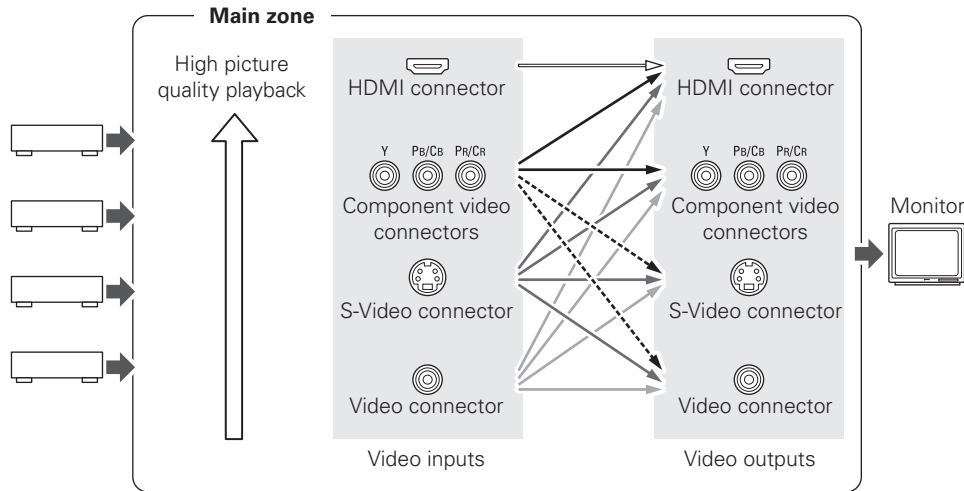 Main zone
High picture
quality playback
HDMI connector
Y PB/CB PR/CR
Component video
connectors
S-Video connector
Video connector
Video inputs
HDMI connector
Y PB/CB PR/CR
Component video
connectors
S-Video connector
Video connector
Video outputs
Monitor